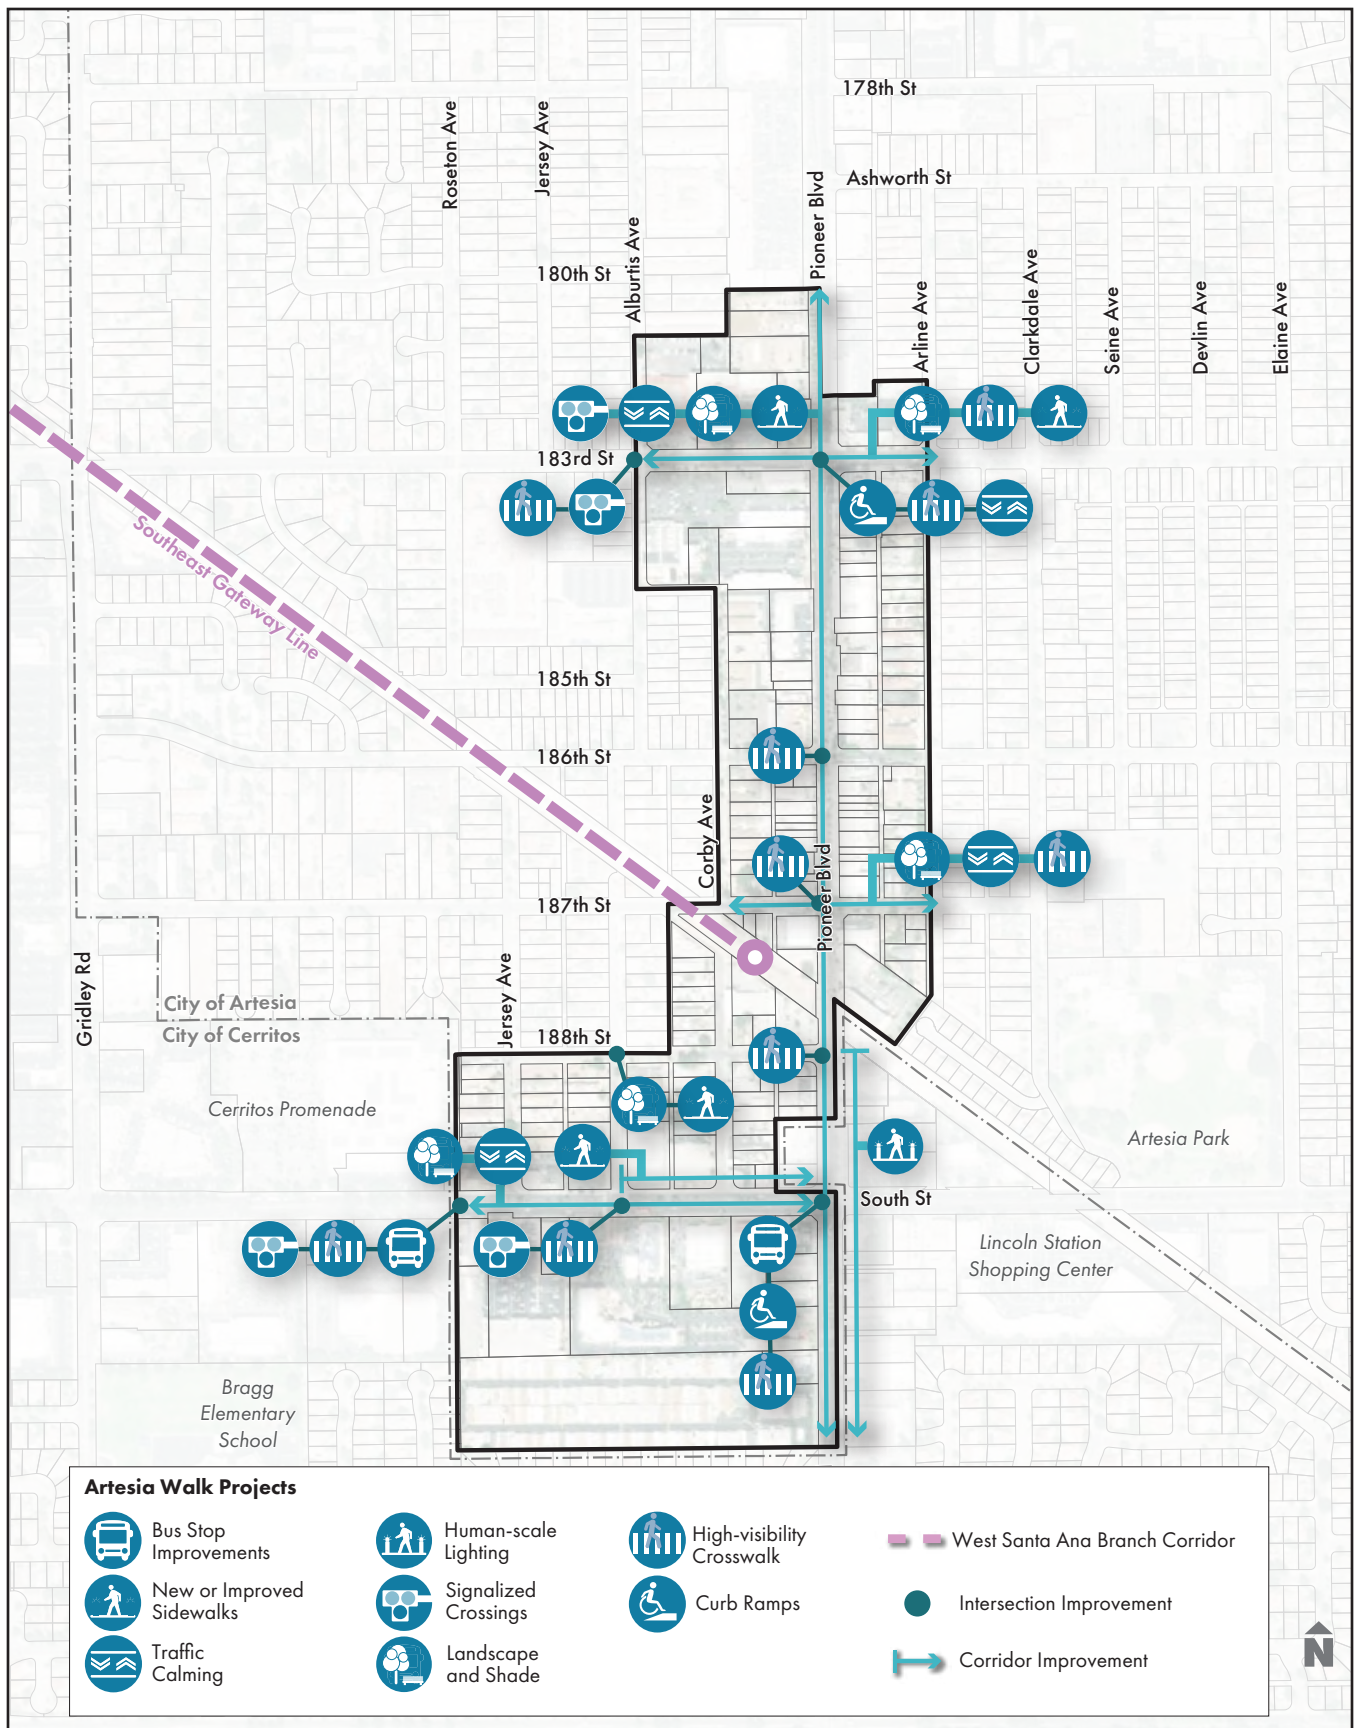 178th St
Ashworth St
Roseton Ave
Jersey Ave
Alburtis Ave
Pioneer Blvd
180th St
Arline Ave
Clarkdale Ave
Seine Ave
Devlin Ave
Elaine Ave
183rd St
Southeast Gateway Line
185th St
186th St
Corby Ave
Pioneer Blvd
187th St
Gridley Rd
City of Artesia
City of Cerritos
Jersey Ave
188th St
Cerritos Promenade
Artesia Park
South St
Lincoln Station
Shopping Center
Bragg
Elementary
School
Artesia Walk Projects
Bus Stop
Improvements
New or Improved
Sidewalks
Traffic
Calming
Human-scale
Lighting
Signalized
Crossings
Landscape
and Shade
High-visibility
Crosswalk
Curb Ramps
West Santa Ana Branch Corridor
Intersection Improvement
Corridor Improvement
N